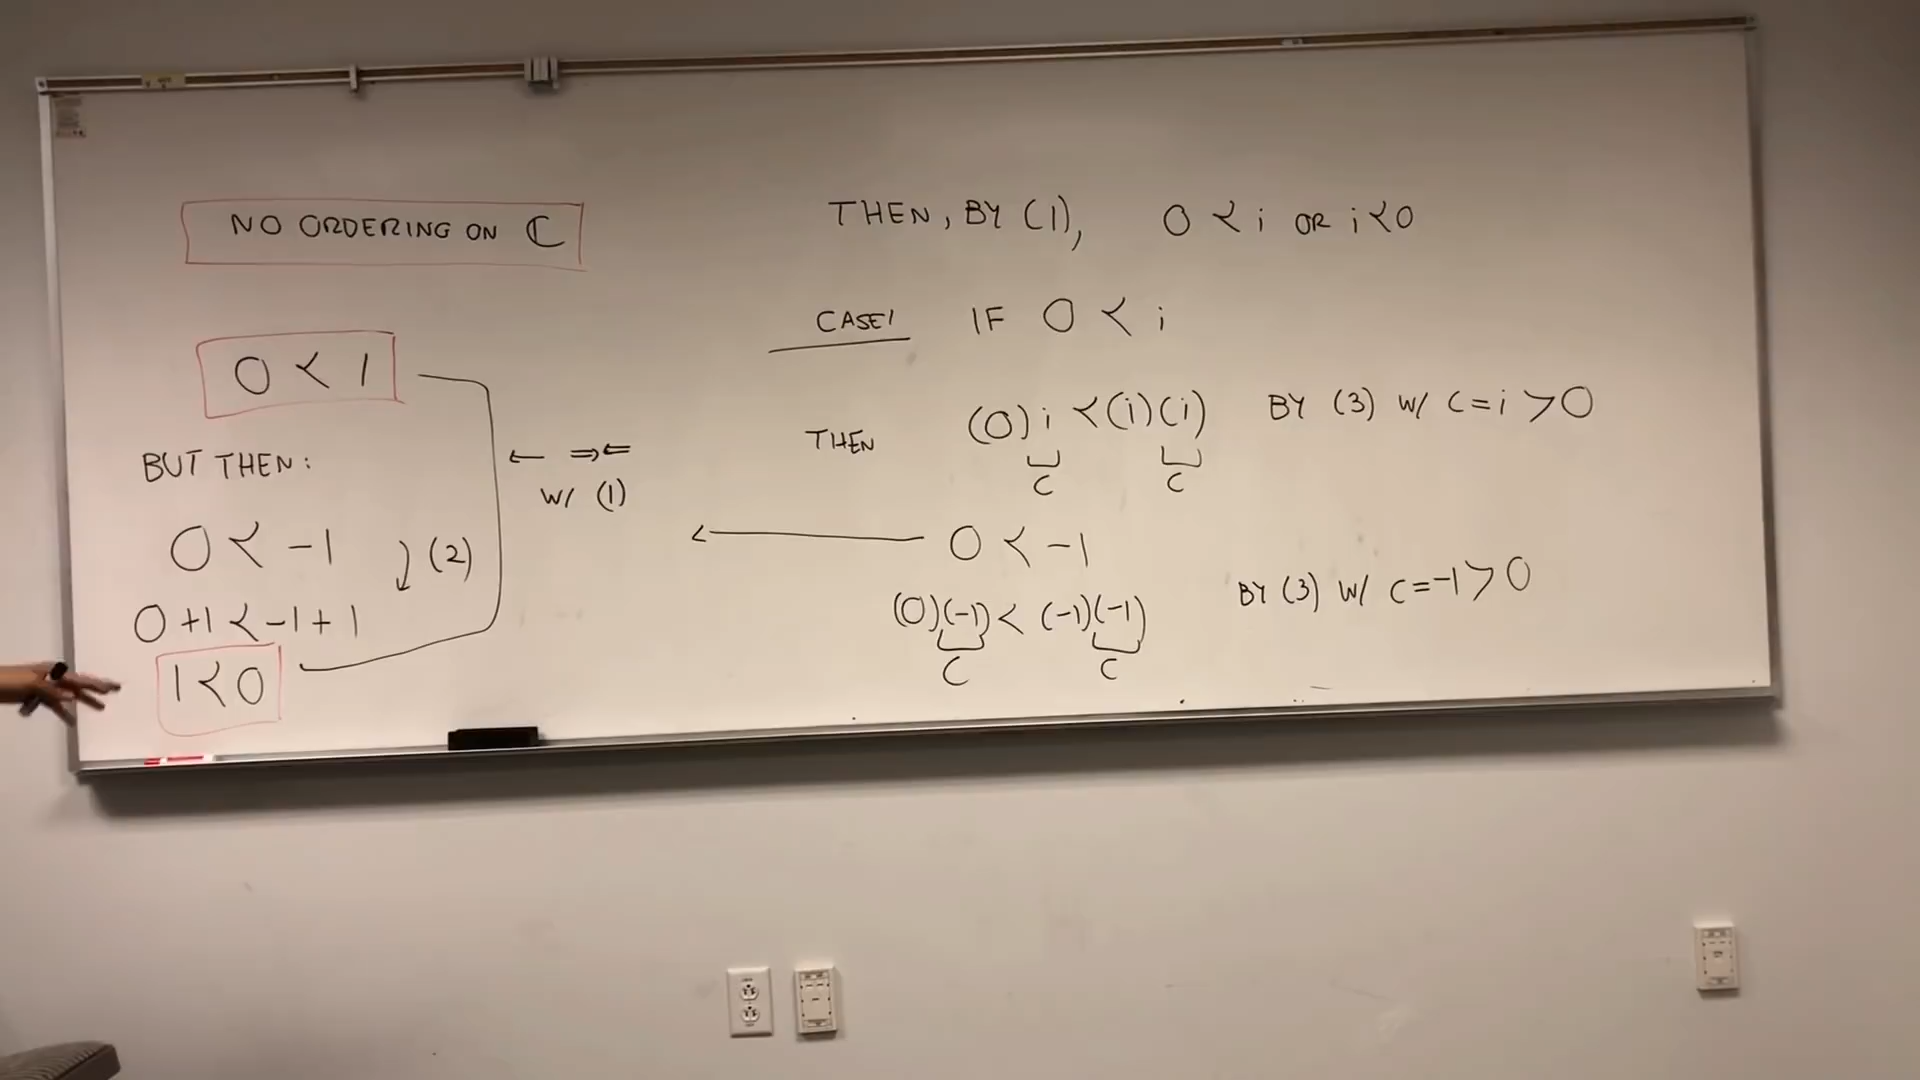 NO ORDERING ON ℂ
0 ≺ 1
BUT THEN:
0 ≺ -1
(2)
0+1 ≺ -1+1
1 ≺ 0
← ⇒⇐
W/ (1)
THEN, BY (1), 0 ≺ i OR i ≺ 0
CASE 1 IF 0 ≺ i
THEN (0)i ≺ (i)(i) BY (3) W/ C=i ≻ 0
C C
← 0 ≺ -1
(0)(-1) ≺ (-1)(-1) BY (3) W/ C=-1 ≻ 0
C C